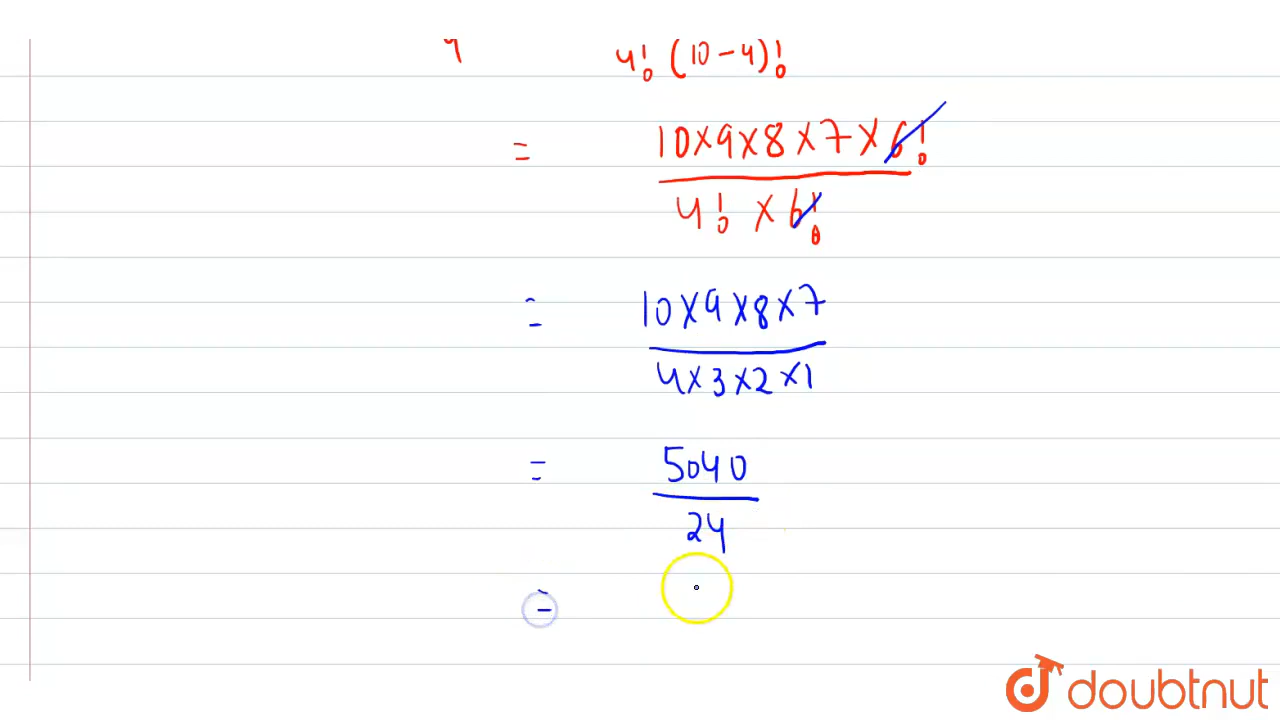 4 4! (10-4)!
= 10×9×8×7×6!
4! × 6!
= 10×9×8×7
4×3×2×1
= 5040
24
=
doubtnut